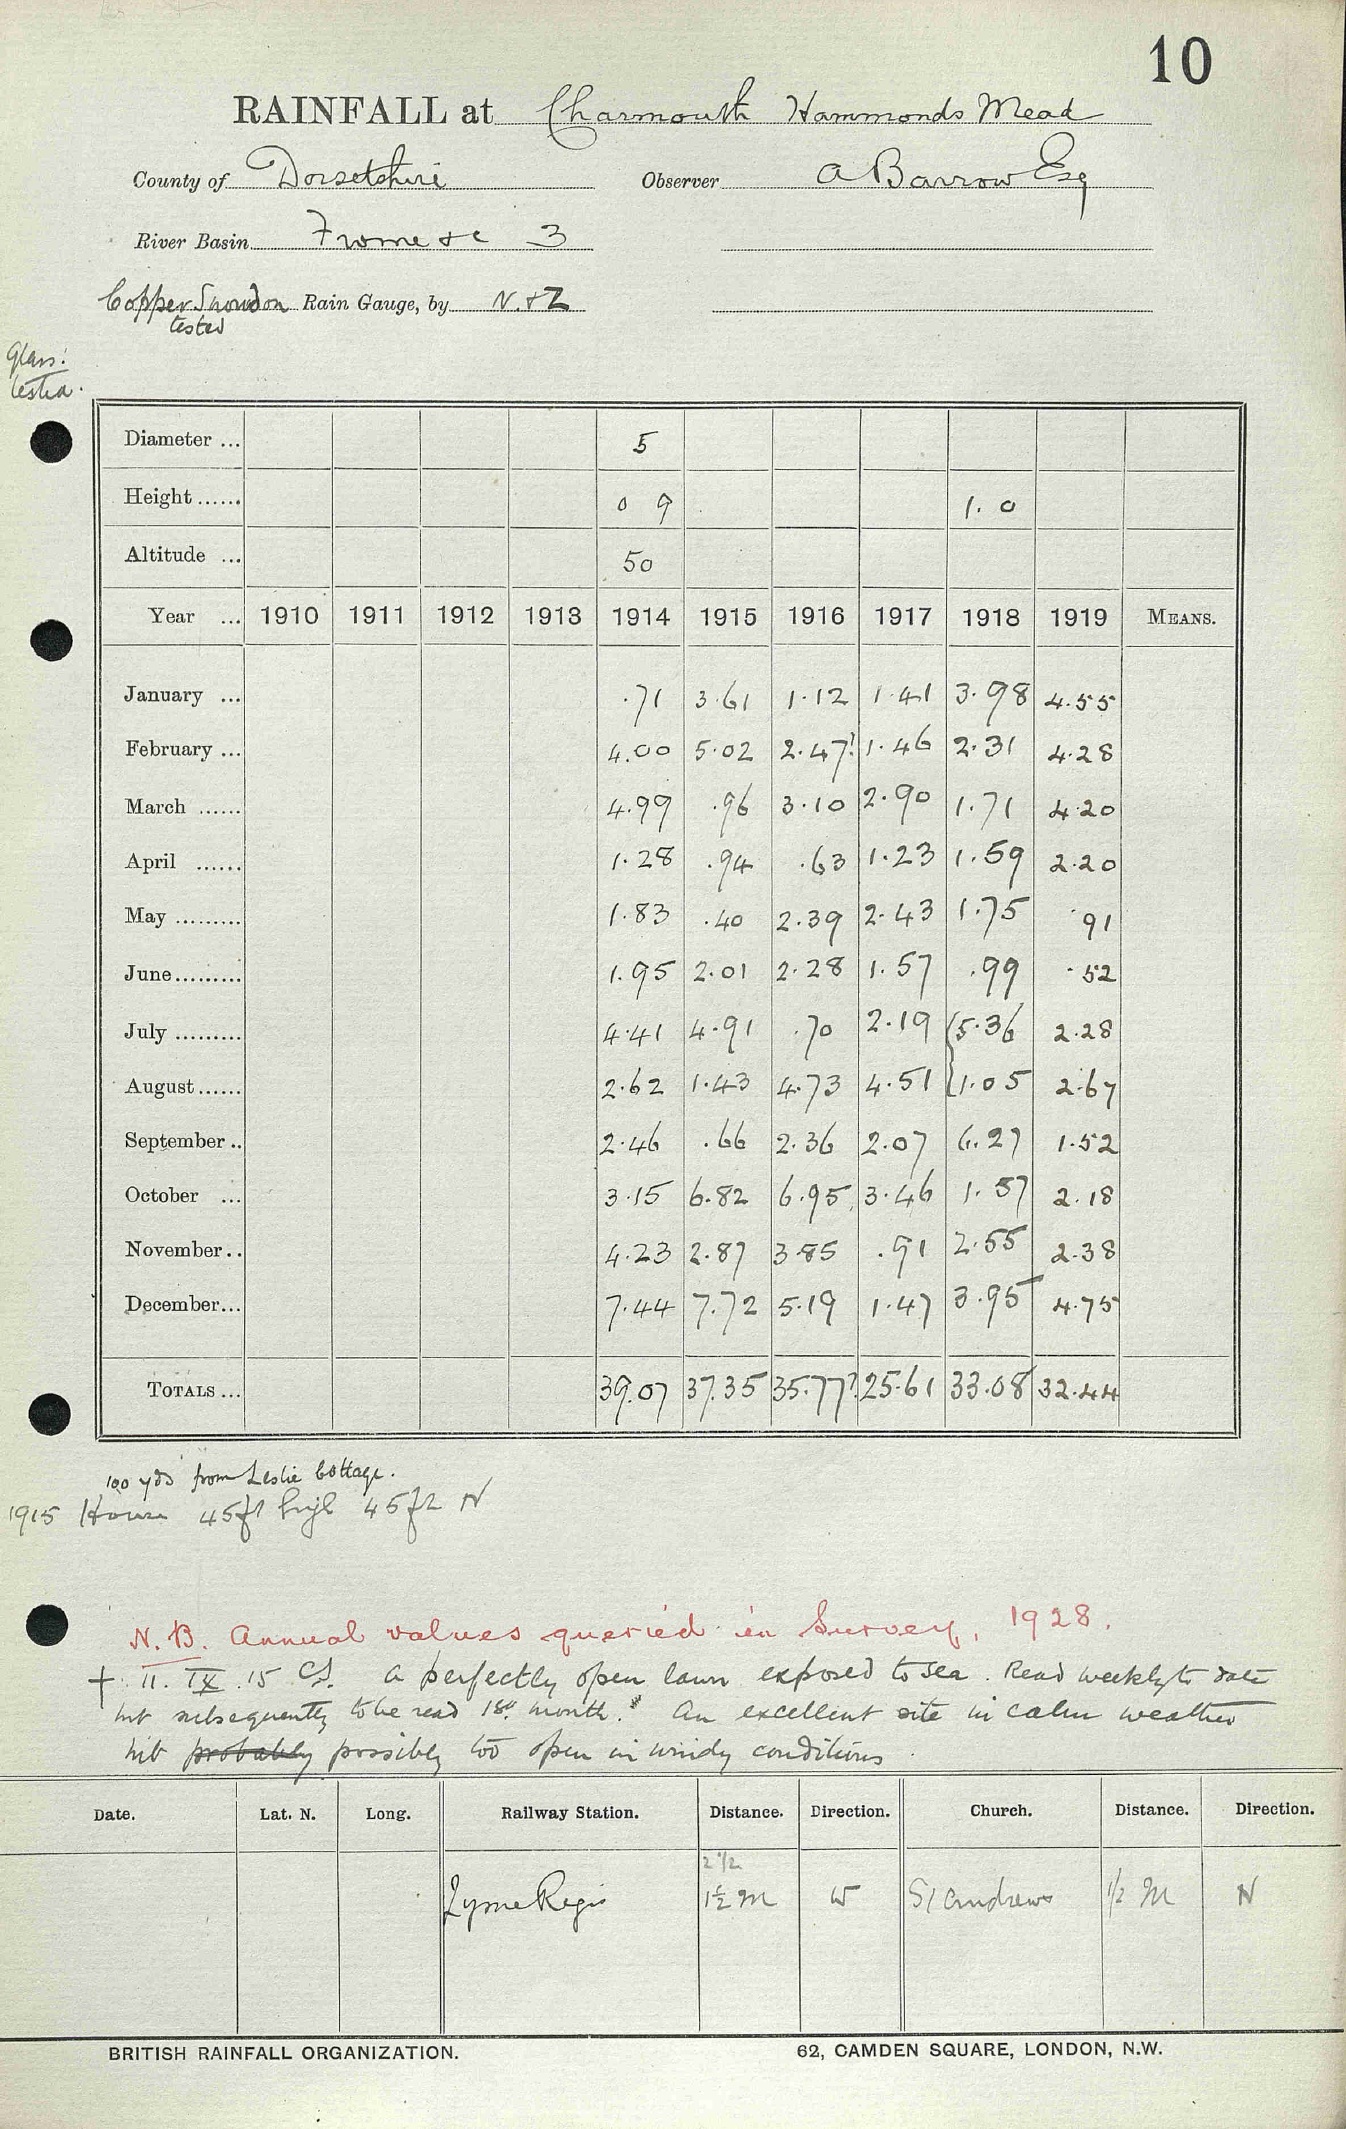 10
RAINFALL at Charmouth Hammonds Mead
County of Dorsetshire Observer A Barrow Esq
River Basin Frome &c 3
Copper Snowdon Rain Gauge, by N. & Z
tested
Glass:
tested.
Diameter ... 5
Height ...... 0 9 1. 0
Altitude ... 50
Year ... 1910 1911 1912 1913 1914 1915 1916 1917 1918 1919 MEANS.
January ... .71 3.61 1.12 1.41 3.98 4.55
February ... 4.00 5.02 2.47? 1.46 2.31 4.28
March ...... 4.99 .96 3.10 2.90 1.71 4.20
April ...... 1.28 .94 .63 1.23 1.59 2.20
May ......... 1.83 .40 2.39 2.43 1.75 .91
June ......... 1.95 2.01 2.28 1.57 .99 .52
July ......... 4.41 4.91 .70 2.19 {5.36 2.28
August ...... 2.62 1.43 4.73 4.51 {1.05 2.67
September .. 2.46 .66 2.36 2.07 6.27 1.52
October ... 3.15 6.82 6.95 3.46 1.57 2.18
November .. 4.23 2.87 3.85 .91 2.55 2.38
December ... 7.44 7.72 5.19 1.47 3.95 4.75
TOTALS ... 39.07 37.35 35.77? 25.61 33.08 32.44
100 yds from Leslie Cottage.
1915 House 45ft high 45ft N
N.B. Annual values queried in Survey, 1928.
+ 11. IX .15 CS. A perfectly open lawn exposed to sea. Read weekly to date
but subsequently to be read 1st month. An excellent site in calm weather
but probably possibly too open in windy conditions
Date. Lat. N. Long. Railway Station. Distance. Direction. Church. Distance. Direction.
2 1/2
Lyme Regis 1½ M W St Andrews 1/2 M N
BRITISH RAINFALL ORGANIZATION. 62, CAMDEN SQUARE, LONDON, N.W.